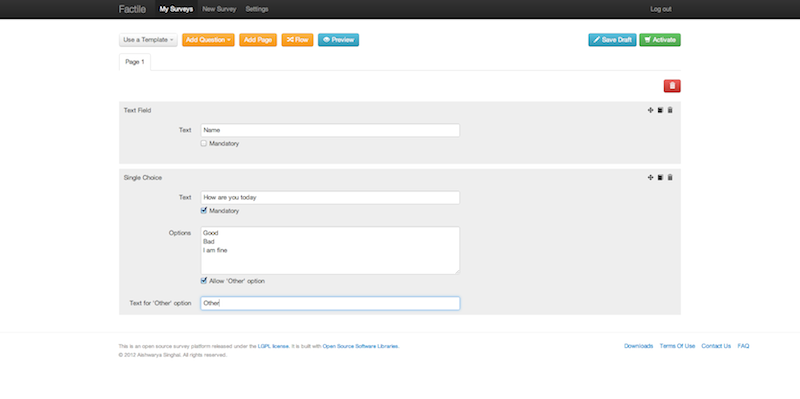 Factile My Surveys New Survey Settings Log out
Use a Template Add Question Add Page Flow Preview Save Draft Activate
Page 1
Text Field
Text Name
Mandatory
Single Choice
Text How are you today
Mandatory
Options Good
Bad
I am fine
Allow 'Other' option
Text for 'Other' option Other
This is an open source survey platform released under the LGPL license. It is built with Open Source Software Libraries. Downloads Terms Of Use Contact Us FAQ
© 2012 Aishwarya Singhal. All rights reserved.